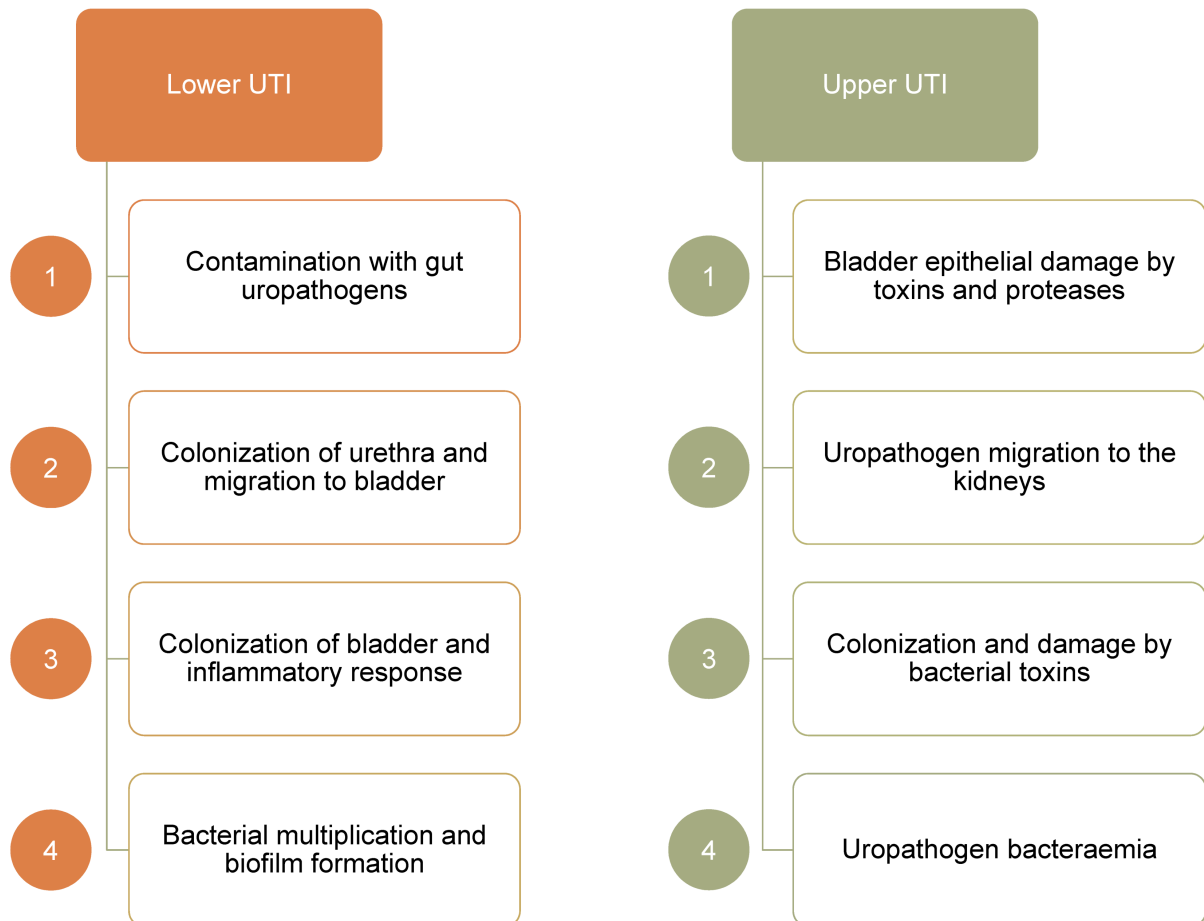 Lower UTI
1
Contamination with gut
uropathogens
2
Colonization of urethra and
migration to bladder
3
Colonization of bladder and
inflammatory response
4
Bacterial multiplication and
biofilm formation
Upper UTI
1
Bladder epithelial damage by
toxins and proteases
2
Uropathogen migration to the
kidneys
3
Colonization and damage by
bacterial toxins
4
Uropathogen bacteraemia